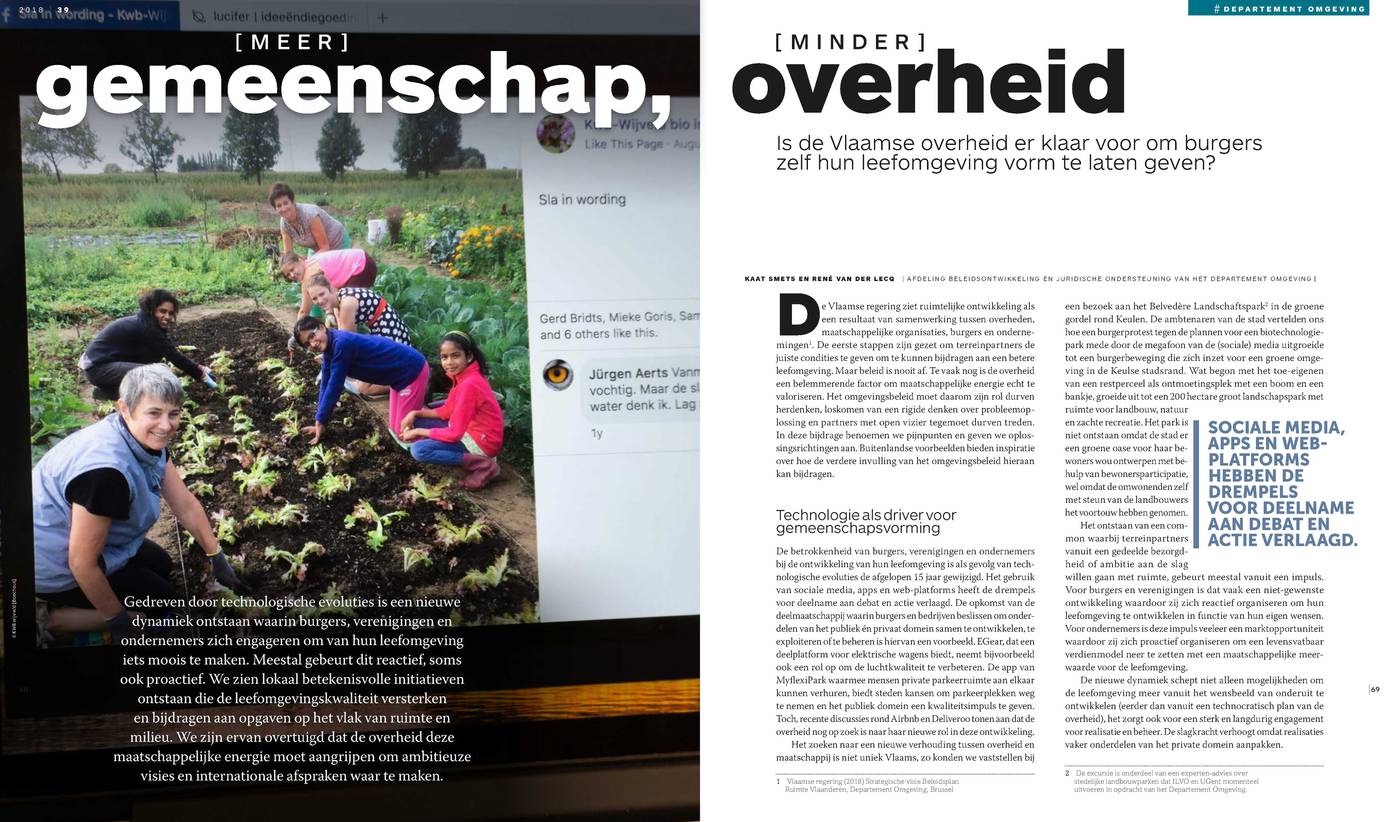 2018 39
Sla in wording - Kwb-Wij
lucifer | ideeëndiegoedin
[MEER]
gemeenschap,
Kwb-Wijvelt bio i
Like This Page · Augu
Sla in wording
Gerd Bridts, Mieke Goris, Sam
and 6 others like this.
Jürgen Aerts Vanm
vochtig. Maar de sl
water denk ik. Lag
1y
Gedreven door technologische evoluties is een nieuwe
dynamiek ontstaan waarin burgers, verenigingen en
ondernemers zich engageren om van hun leefomgeving
iets moois te maken. Meestal gebeurt dit reactief, soms
ook proactief. We zien lokaal betekenisvolle initiatieven
ontstaan die de leefomgevingskwaliteit versterken
en bijdragen aan opgaven op het vlak van ruimte en
milieu. We zijn ervan overtuigd dat de overheid deze
maatschappelijke energie moet aangrijpen om ambitieuze
visies en internationale afspraken waar te maken.
# DEPARTEMENT OMGEVING
[MINDER]
overheid
Is de Vlaamse overheid er klaar voor om burgers
zelf hun leefomgeving vorm te laten geven?
KAAT SMETS EN RENÉ VAN DER LECQ | AFDELING BELEIDSONTWIKKELING EN JURIDISCHE ONDERSTEUNING VAN HET DEPARTEMENT OMGEVING |
De Vlaamse regering ziet ruimtelijke ontwikkeling als
een resultaat van samenwerking tussen overheden,
maatschappelijke organisaties, burgers en onderne-
mingen¹. De eerste stappen zijn gezet om terreinpartners de
juiste condities te geven om te kunnen bijdragen aan een betere
leefomgeving. Maar beleid is nooit af. Te vaak nog is de overheid
een belemmerende factor om maatschappelijke energie echt te
valoriseren. Het omgevingsbeleid moet daarom zijn rol durven
herdenken, loskomen van een rigide denken over probleemop-
lossing en partners met open vizier tegemoet durven treden.
In deze bijdrage benoemen we pijnpunten en geven we oplos-
singsrichtingen aan. Buitenlandse voorbeelden bieden inspiratie
over hoe de verdere invulling van het omgevingsbeleid hieraan
kan bijdragen.
Technologie als driver voor
gemeenschapsvorming
De betrokkenheid van burgers, verenigingen en ondernemers
bij de ontwikkeling van hun leefomgeving is als gevolg van tech-
nologische evoluties de afgelopen 15 jaar gewijzigd. Het gebruik
van sociale media, apps en web-platforms heeft de drempels
voor deelname aan debat en actie verlaagd. De opkomst van de
deelmaatschappij waarin burgers en bedrijven beslissen om onder-
delen van het publiek én privaat domein samen te ontwikkelen, te
exploiteren of te beheren is hiervan een voorbeeld. EGear, dat een
deelplatform voor elektrische wagens biedt, neemt bijvoorbeeld
ook een rol op om de luchtkwaliteit te verbeteren. De app van
MyflexiPark waarmee mensen private parkeerruimte aan elkaar
kunnen verhuren, biedt steden kansen om parkeerplekken weg
te nemen en het publiek domein een kwaliteitsimpuls te geven.
Toch, recente discussies rond Airbnb en Deliveroo tonen aan dat de
overheid nog op zoek is naar haar nieuwe rol in deze ontwikkeling.
Het zoeken naar een nieuwe verhouding tussen overheid en
maatschappij is niet uniek Vlaams, zo konden we vaststellen bij
1 Vlaamse regering (2018) Strategische visie Beleidsplan
Ruimte Vlaanderen, Departement Omgeving, Brussel
een bezoek aan het Belvedère Landschaftspark² in de groene
gordel rond Keulen. De ambtenaren van de stad vertelden ons
hoe een burgerprotest tegen de plannen voor een biotechnologie-
park mede door de megafoon van de (sociale) media uitgroeide
tot een burgerbeweging die zich inzet voor een groene omge-
ving in de Keulse stadsrand. Wat begon met het toe-eigenen
van een restperceel als ontmoetingsplek met een boom en een
bankje, groeide uit tot een 200 hectare groot landschapspark met
ruimte voor landbouw, natuur
en zachte recreatie. Het park is
niet ontstaan omdat de stad er
een groene oase voor haar be-
woners wou ontwerpen met be-
hulp van bewonersparticipatie,
wel omdat de omwonenden zelf
met steun van de landbouwers
het voortouw hebben genomen.
Het ontstaan van een com-
mon waarbij terreinpartners
vanuit een gedeelde bezorgd-
heid of ambitie aan de slag
willen gaan met ruimte, gebeurt meestal vanuit een impuls.
Voor burgers en verenigingen is dat vaak een niet-gewenste
ontwikkeling waardoor zij zich reactief organiseren om hun
leefomgeving te ontwikkelen in functie van hun eigen wensen.
Voor ondernemers is deze impuls veeleer een marktopportuniteit
waardoor zij zich proactief organiseren om een levensvatbaar
verdienmodel neer te zetten met een maatschappelijke meer-
waarde voor de leefomgeving.
De nieuwe dynamiek schept niet alleen mogelijkheden om
de leefomgeving meer vanuit het wensbeeld van onderuit te
ontwikkelen (eerder dan vanuit een technocratisch plan van de
overheid), het zorgt ook voor een sterk en langdurig engagement
voor realisatie en beheer. De slagkracht verhoogt omdat realisaties
vaker onderdelen van het private domein aanpakken.
SOCIALE MEDIA,
APPS EN WEB-
PLATFORMS
HEBBEN DE
DREMPELS
VOOR DEELNAME
AAN DEBAT EN
ACTIE VERLAAGD.
2 De excursie is onderdeel van een experten-advies over
stedelijke landbouwparken dat ILVO en UGent momenteel
uitvoeren in opdracht van het Departement Omgeving.
|69